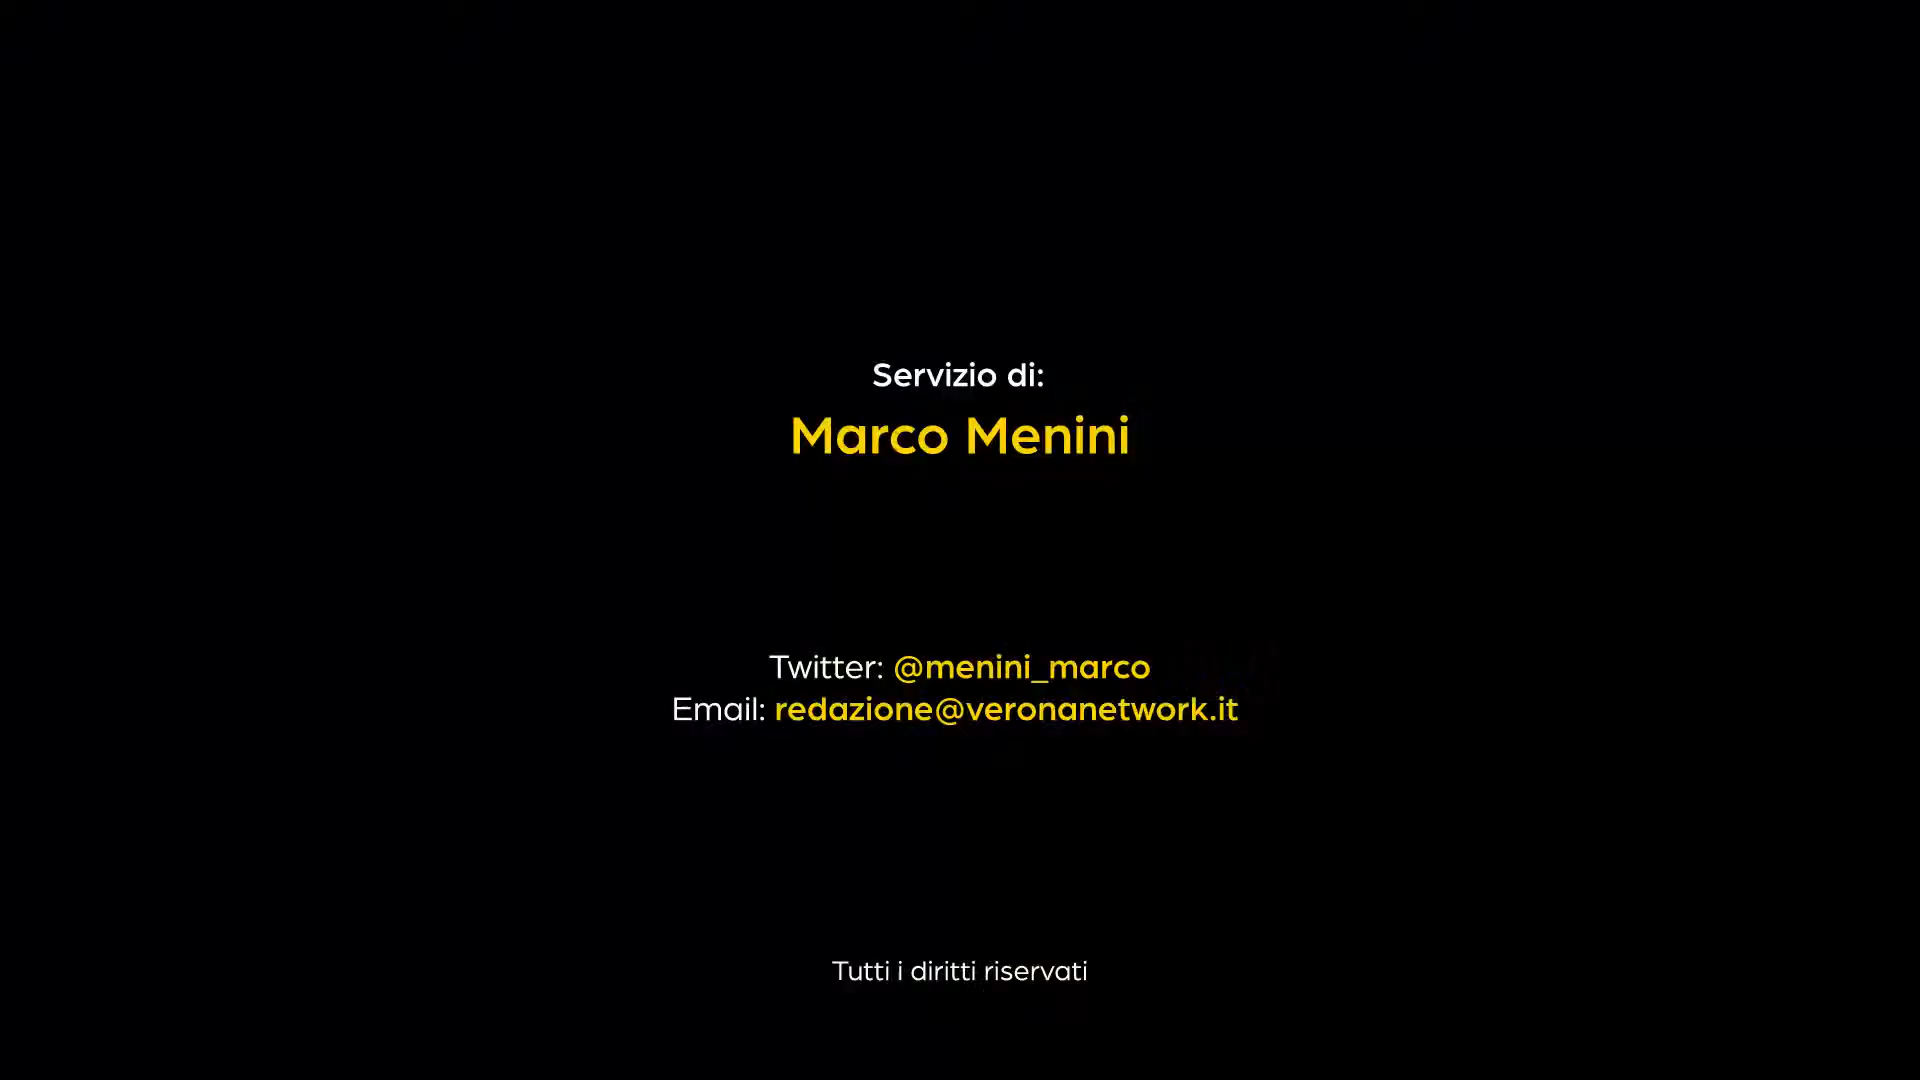 Servizio di:
Marco Menini
Twitter: @menini_marco
Email: redazione@veronanetwork.it
Tutti i diritti riservati